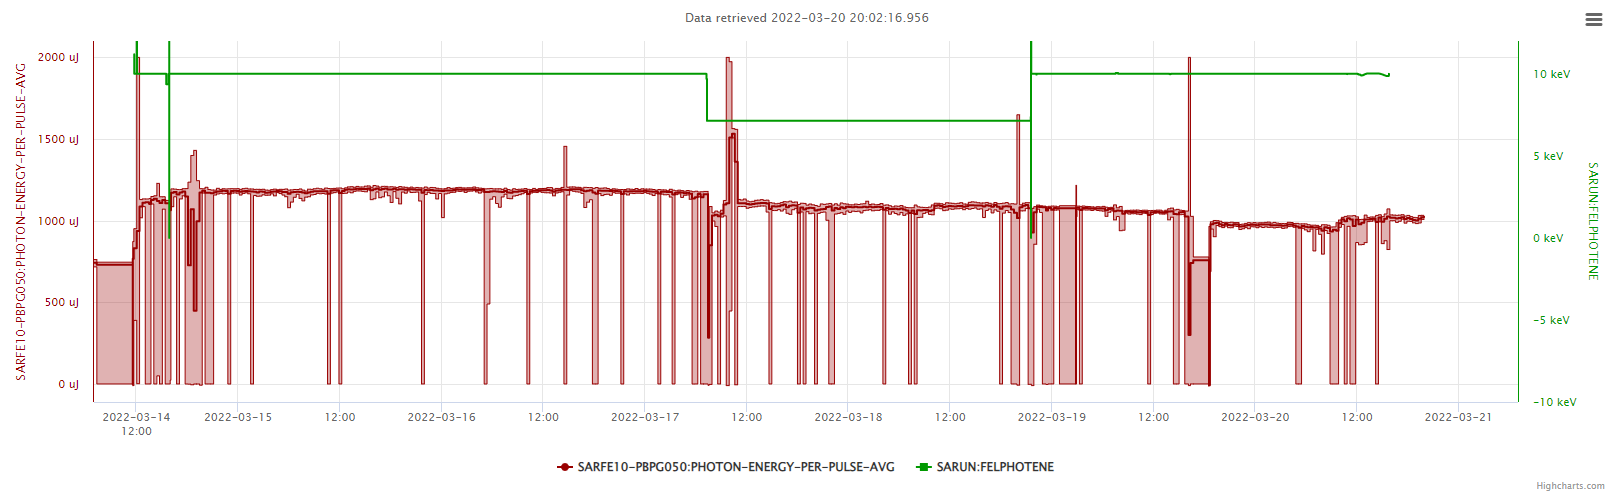 Data retrieved 2022-03-20 20:02:16.956
SARFE10-PBPG050:PHOTON-ENERGY-PER-PULSE-AVG
2000 uJ
1500 uJ
1000 uJ
500 uJ
0 uJ
10 keV
5 keV
0 keV
-5 keV
-10 keV
SARUN:FELPHOTENE
2022-03-14
12:00
2022-03-15
12:00
2022-03-16
12:00
2022-03-17
12:00
2022-03-18
12:00
2022-03-19
12:00
2022-03-20
12:00
2022-03-21
SARFE10-PBPG050:PHOTON-ENERGY-PER-PULSE-AVG
SARUN:FELPHOTENE
Highcharts.com